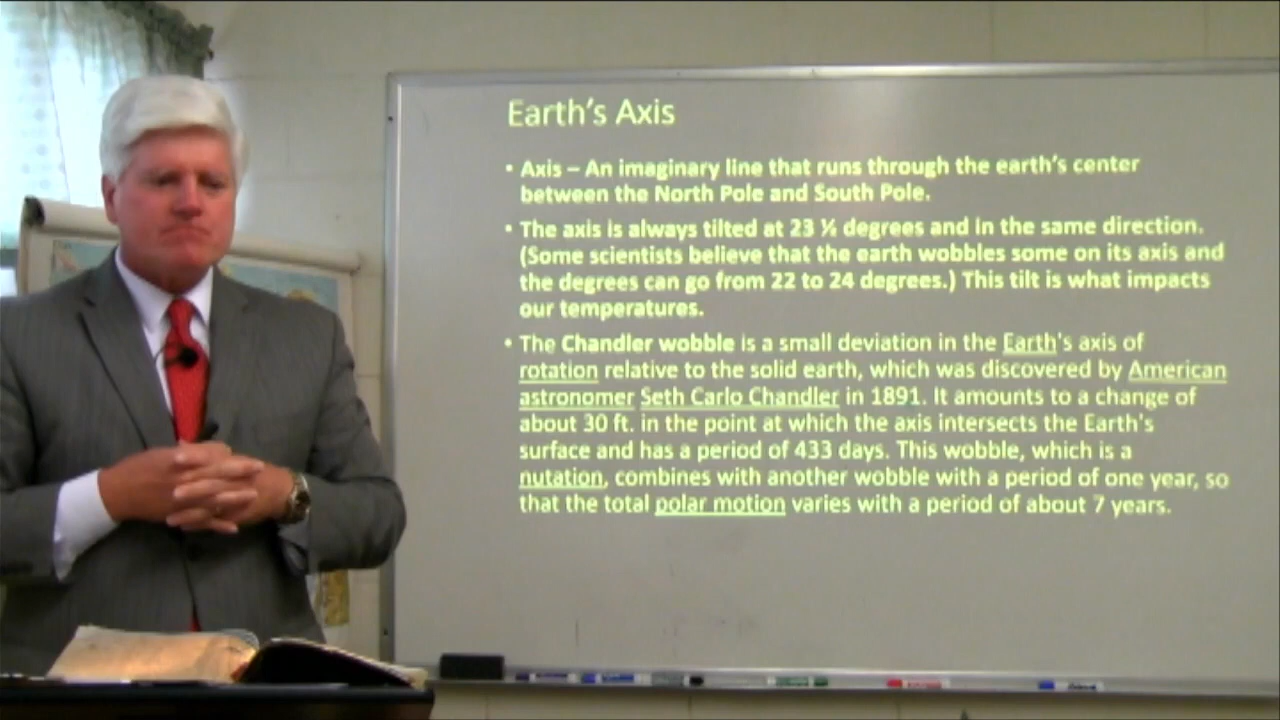 Earth's Axis
• Axis – An imaginary line that runs through the earth's center
between the North Pole and South Pole.
• The axis is always tilted at 23 ½ degrees and in the same direction.
(Some scientists believe that the earth wobbles some on its axis and
the degrees can go from 22 to 24 degrees.) This tilt is what impacts
our temperatures.
• The Chandler wobble is a small deviation in the Earth's axis of
rotation relative to the solid earth, which was discovered by American
astronomer Seth Carlo Chandler in 1891. It amounts to a change of
about 30 ft. in the point at which the axis intersects the Earth's
surface and has a period of 433 days. This wobble, which is a
nutation, combines with another wobble with a period of one year, so
that the total polar motion varies with a period of about 7 years.